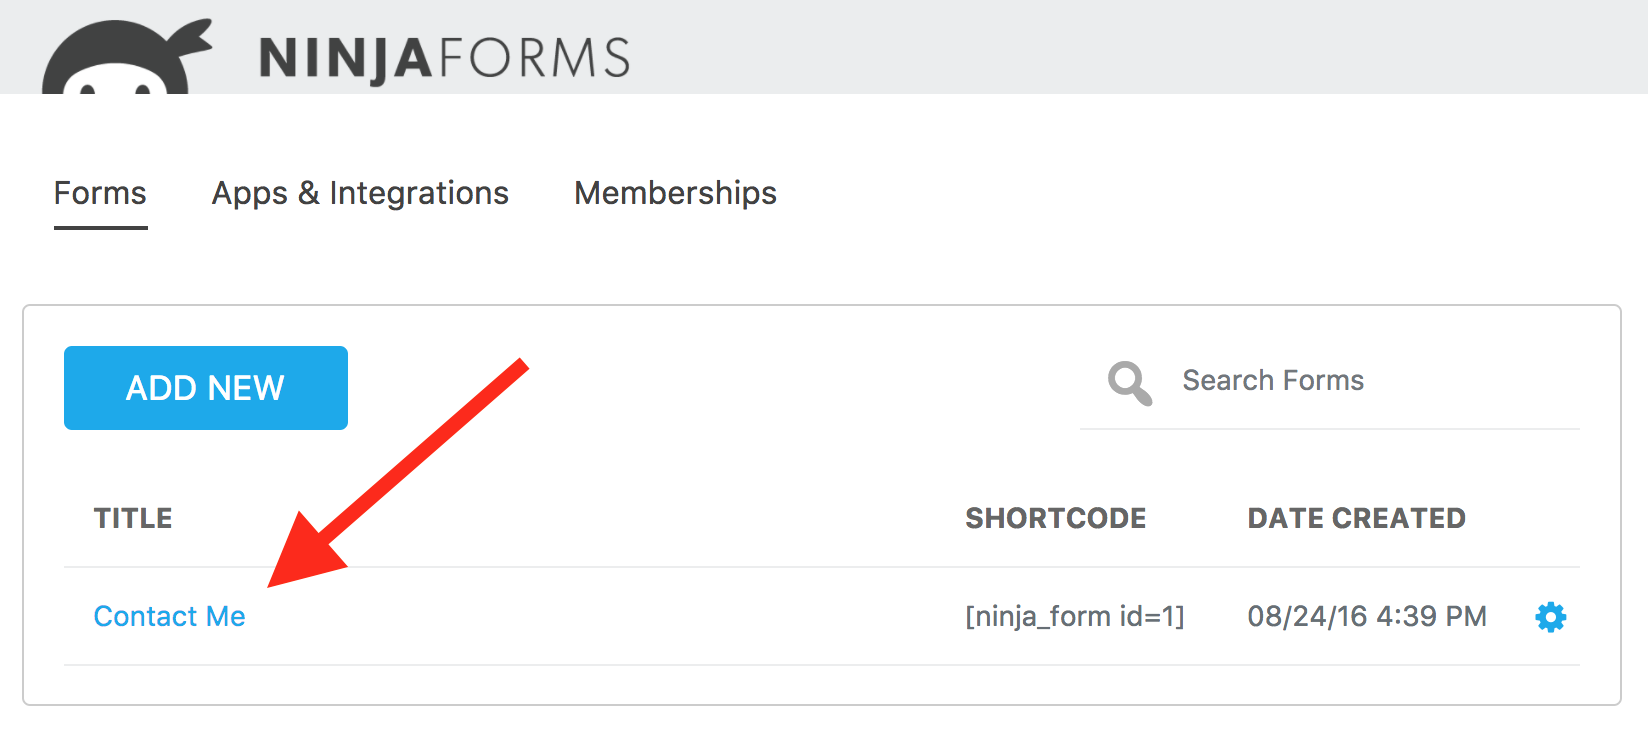 NINJAFORMS
Forms Apps & Integrations Memberships
ADD NEW Search Forms
TITLE SHORTCODE DATE CREATED
Contact Me [ninja_form id=1] 08/24/16 4:39 PM